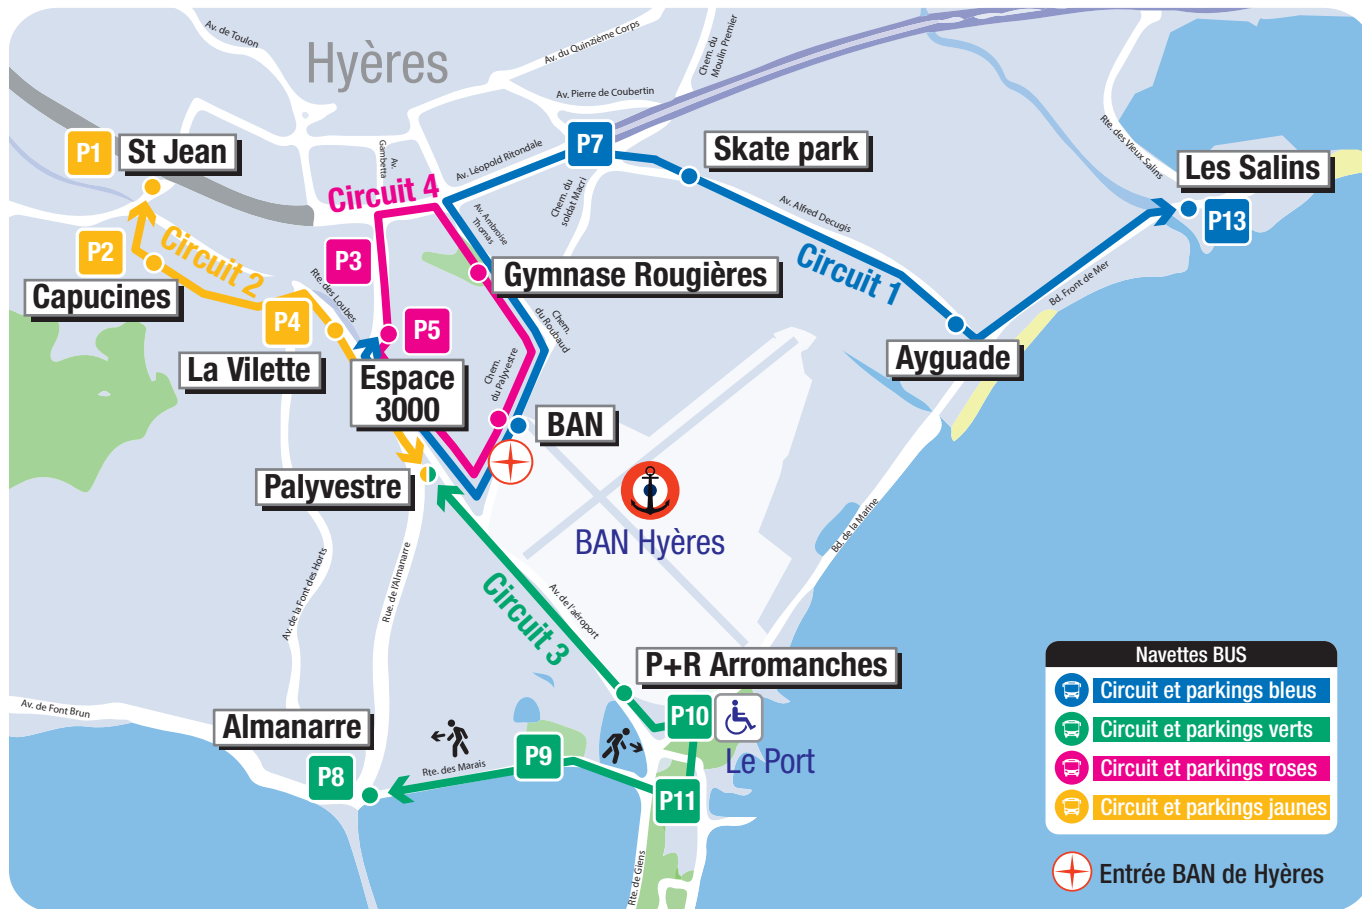 Av. de Toulon
Hyères
Av. du Quinzième Corps
Chem. du
Moulin Premier
Av. Pierre de Coubertin
Rte. des Vieux Salins
P1
St Jean
Av.
Gambetta
Av. Léopold Ritondale
P7
Skate park
Les Salins
P13
Circuit 4
Chem. du
soldat Macri
Av. Alfred Decugis
Av. Ambroise
Thomas
P2
Capucines
Circuit 2
Rte. des Loubes
P3
Gymnase Rougières
Circuit 1
Bd. Front de Mer
P4
La Vilette
P5
Chem.
du Roubaud
Ayguade
Espace
3000
Chem.
du Palyvestre
BAN
Palyvestre
BAN Hyères
Bd. de la Marine
Av. de la Font des Horts
Rue. de l'Almanarre
Circuit 3
Av. de l'aéroport
P+R Arromanches
Av. de Font Brun
Almanarre
P10
Le Port
P9
P8
Rte. des Marais
P11
Rte. de Giens
Navettes BUS
Circuit et parkings bleus
Circuit et parkings verts
Circuit et parkings roses
Circuit et parkings jaunes
Entrée BAN de Hyères